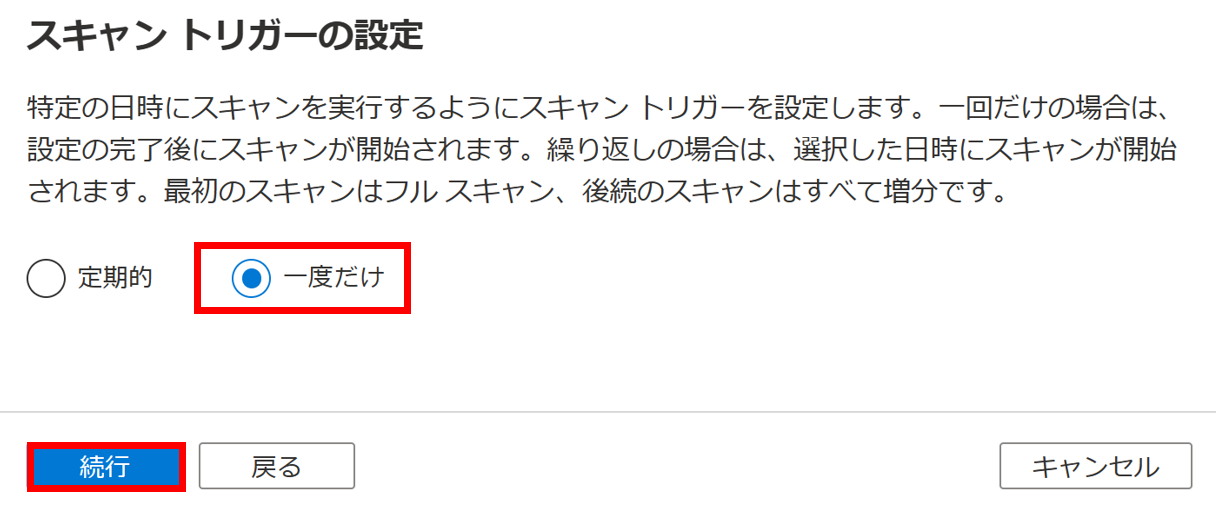 スキャン トリガーの設定
特定の日時にスキャンを実行するようにスキャン トリガーを設定します。一回だけの場合は、
設定の完了後にスキャンが開始されます。繰り返しの場合は、選択した日時にスキャンが開始
されます。最初のスキャンはフル スキャン、後続のスキャンはすべて増分です。
定期的 一度だけ
続行 戻る キャンセル